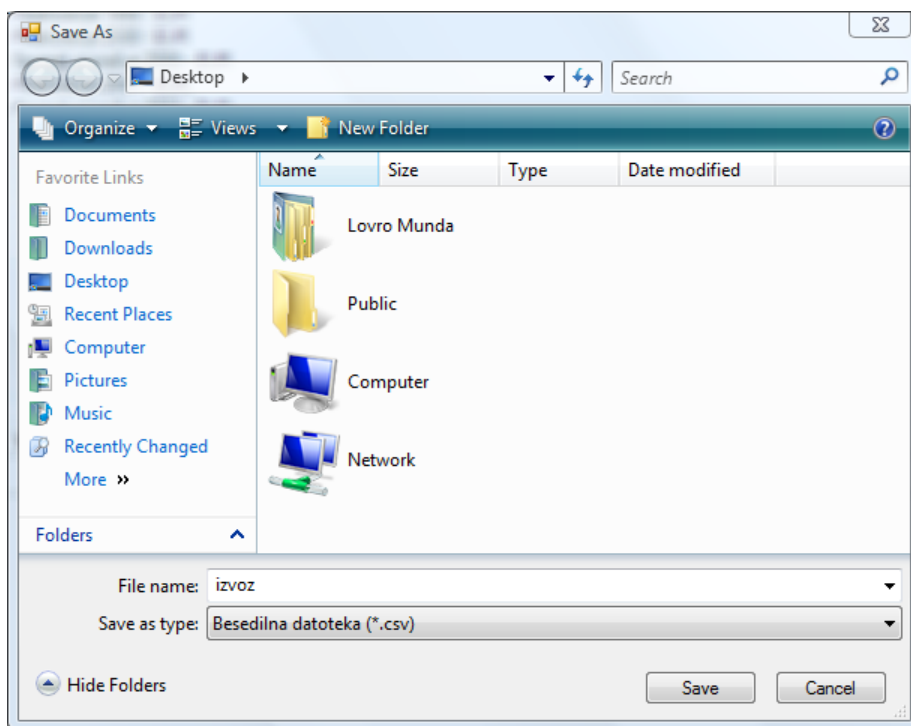 Save As
Desktop
Search
Organize Views New Folder
Favorite Links
Documents
Downloads
Desktop
Recent Places
Computer
Pictures
Music
Recently Changed
More »
Folders
Name Size Type Date modified
Lovro Munda
Public
Computer
Network
File name: izvoz
Save as type: Besedilna datoteka (*.csv)
Hide Folders Save Cancel